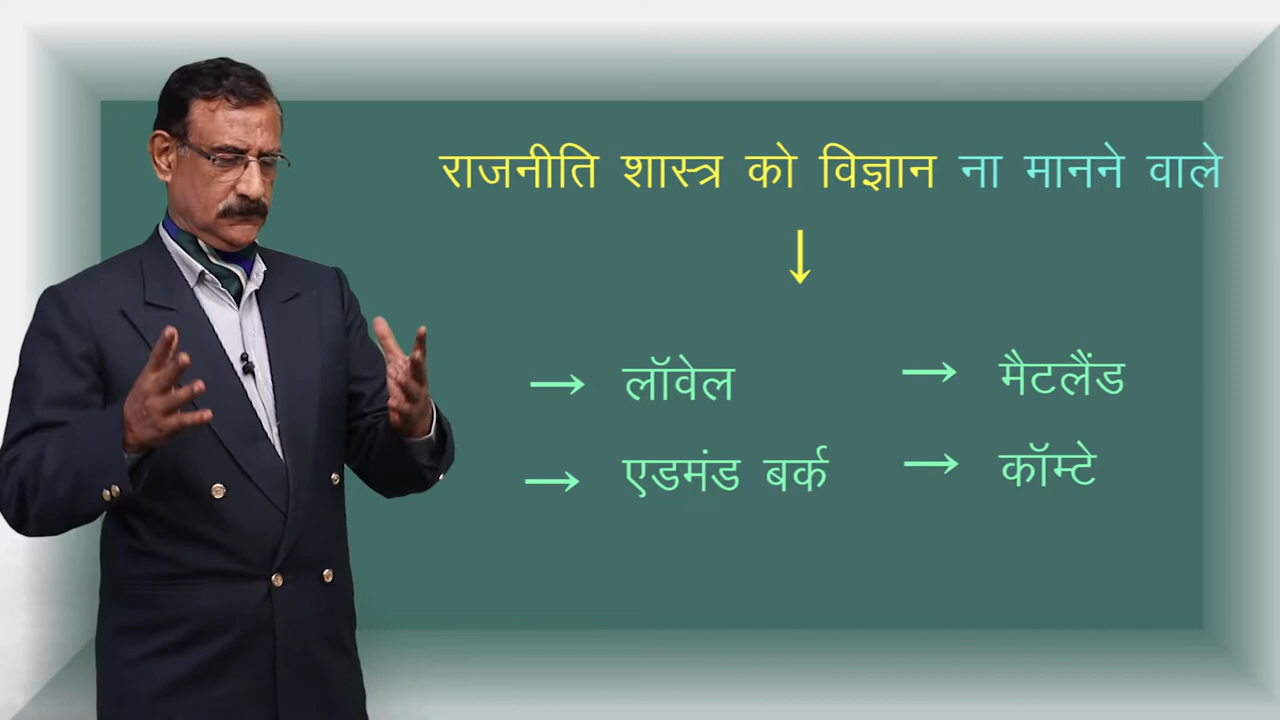 राजनीति शास्त्र को विज्ञान ना मानने वाले
↓
→ लॉवेल → मैटलैंड
→ एडमंड बर्क → कॉम्टे